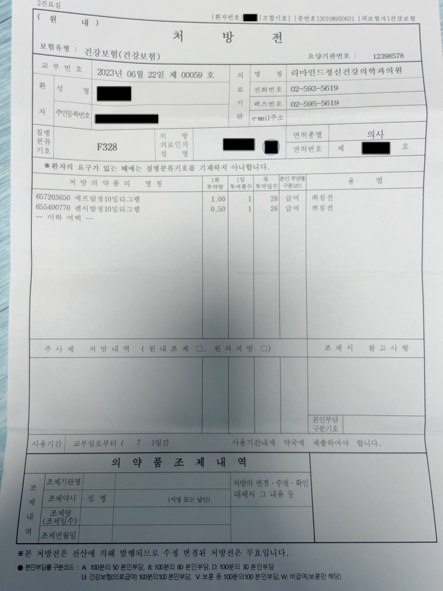 ( 원 내 )
[환자번호: [조합기호] [증번호]30198950631 [피보험자]건강보험
처 방 전
보험유형 : 건강보험(건강보험)
요양기관번호 : 12398578
교 부 번 호 2023년 06월 22일 제 00059 호
환 자 성 명
주민등록번호
의 료 기 관
명 칭 리마인드정신건강의학과의원
전화번호 02-593-5619
팩스번호 02-595-5619
e-mail주소
질병 분류 기호 F328
처 방 의료인의 성 명
면허종별 의사
면허번호 제 호
※환자의 요구가 있는 때에는 질병분류기호를 기재하지 아니합니다.
처 방 의 약 품 의 명 칭 1회 투약량 1일 투여횟수 총 투약일수 본인부담률 구분코드 용 법
657203650 에프람정10밀리그램 1.00 1 28 급여 취침전
655400770 렌시팔정10밀리그램 0.50 1 28 급여 취침전
-- 이하 여백 --
주 사 제 처 방 내 역 ( 원 내 조 제 □, 원 외 처 방 □ ) 조 제 시 참 고 사 항
본인부담 구분기호
사용기간 교부일로부터 ( 7 )일간 사용기간내에 약국에 제출하여야 합니다.
의 약 품 조 제 내 역
조 제 내 역
조제기관명
처방의 변경·수정·확인
대체시 그 내용 등
조제약사 성 명 (서명 또는 날인)
조제량 (조제일수)
조제연월일
※본 처방전은 전산에 의해 발행되므로 수정 변경된 처방전은 무효입니다.
● 본인부담률 구분코드 : A: 100분의 50 본인부담, B: 100분의 80 본인부담, D: 100분의 30 본인부담
U: 건강보험(의료급여) 100분의100 본인부담, V: 보훈 등 100분의100 본인부담, W: 비급여(보훈만 해당)